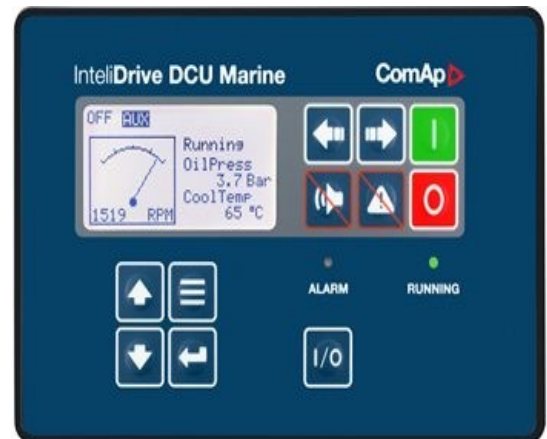 InteliDrive DCU Marine
ComAp
OFF AUX
Running
OilPress
3.7 Bar
CoolTemp
65 °C
1519 RPM
I
O
ALARM
RUNNING
I/O